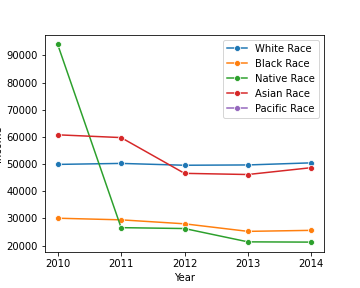 White Race
Black Race
Native Race
Asian Race
Pacific Race
90000
80000
70000
60000
50000
40000
30000
20000
2010 2011 2012 2013 2014
Year